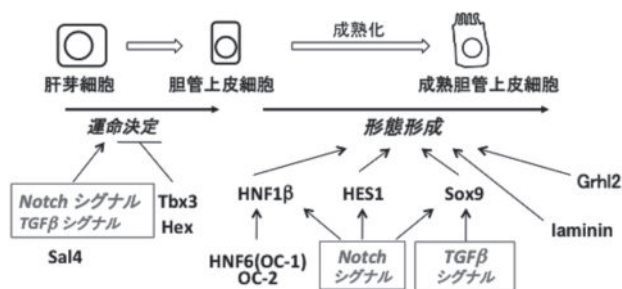 成熟化
肝芽細胞
胆管上皮細胞
成熟胆管上皮細胞
運命決定
形態形成
Notch シグナル
TGFβ シグナル
Sal4
Tbx3
Hex
HNF1β
HES1
Sox9
Grhl2
laminin
HNF6(OC-1)
OC-2
Notch
シグナル
TGFβ
シグナル